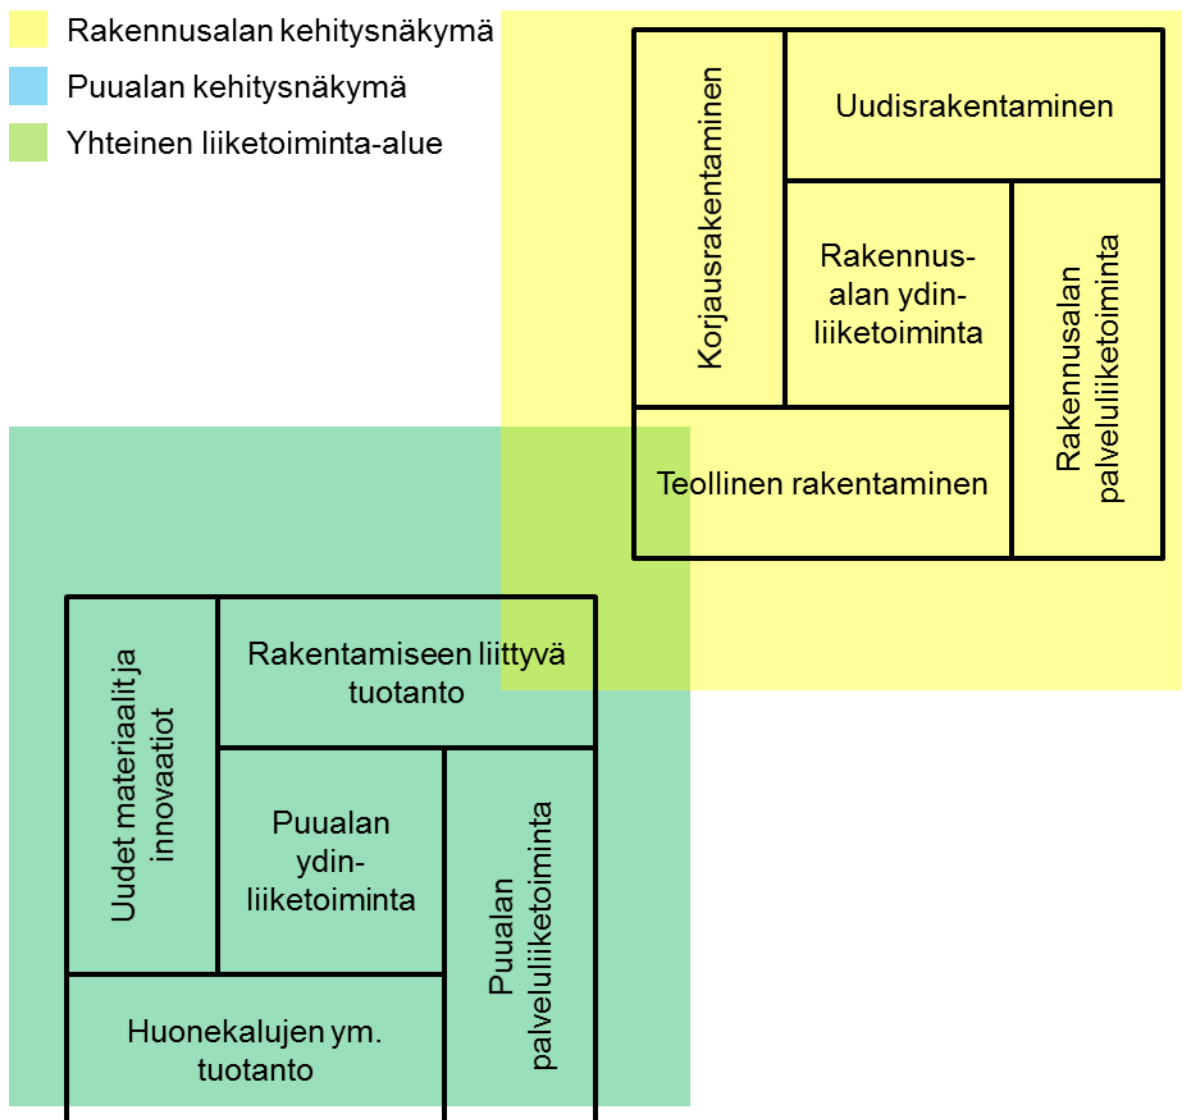 Rakennusalan kehitysnäkymä
Puualan kehitysnäkymä
Yhteinen liiketoiminta-alue
Korjausrakentaminen
Uudisrakentaminen
Rakennus-
alan ydin-
liiketoiminta
Rakennusalan
palveluliiketoiminta
Teollinen rakentaminen
Uudet materiaalit ja
innovaatiot
Rakentamiseen liittyvä
tuotanto
Puualan
ydin-
liiketoiminta
Puualan
palveluliiketoiminta
Huonekalujen ym.
tuotanto